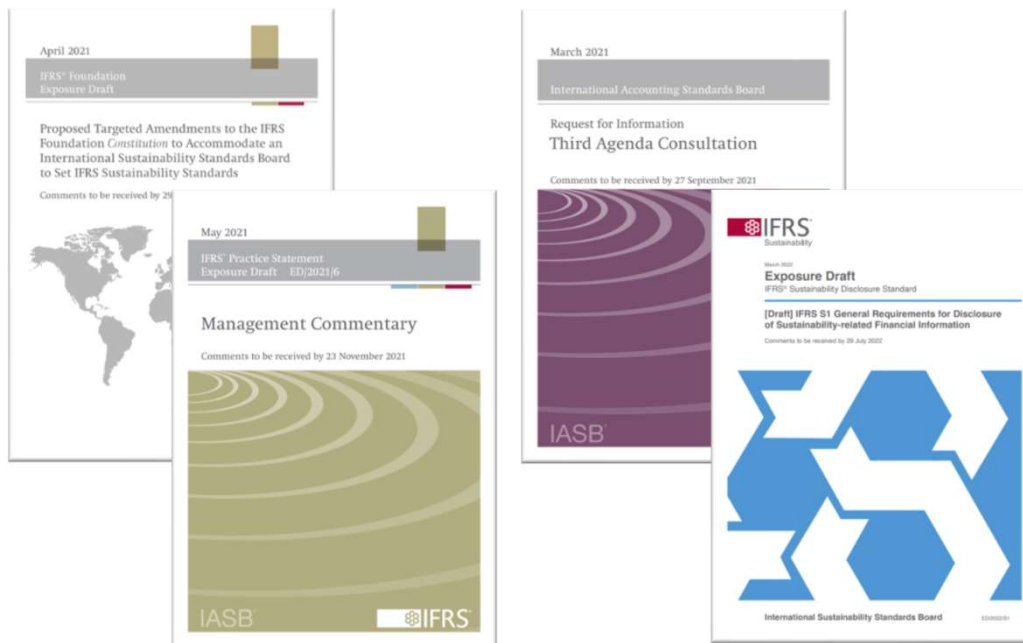 April 2021
IFRS® Foundation
Exposure Draft
Proposed Targeted Amendments to the IFRS
Foundation Constitution to Accommodate an
International Sustainability Standards Board
to Set IFRS Sustainability Standards
Comments to be received by 29
May 2021
IFRS® Practice Statement
Exposure Draft ED/2021/6
Management Commentary
Comments to be received by 23 November 2021
IASB®
IFRS®
March 2021
International Accounting Standards Board
Request for Information
Third Agenda Consultation
Comments to be received by 27 September 2021
IASB®
IFRS®
Sustainability
March 2022
Exposure Draft
IFRS® Sustainability Disclosure Standard
[Draft] IFRS S1 General Requirements for Disclosure
of Sustainability-related Financial Information
Comments to be received by 29 July 2022
International Sustainability Standards Board
ED/2022/S1